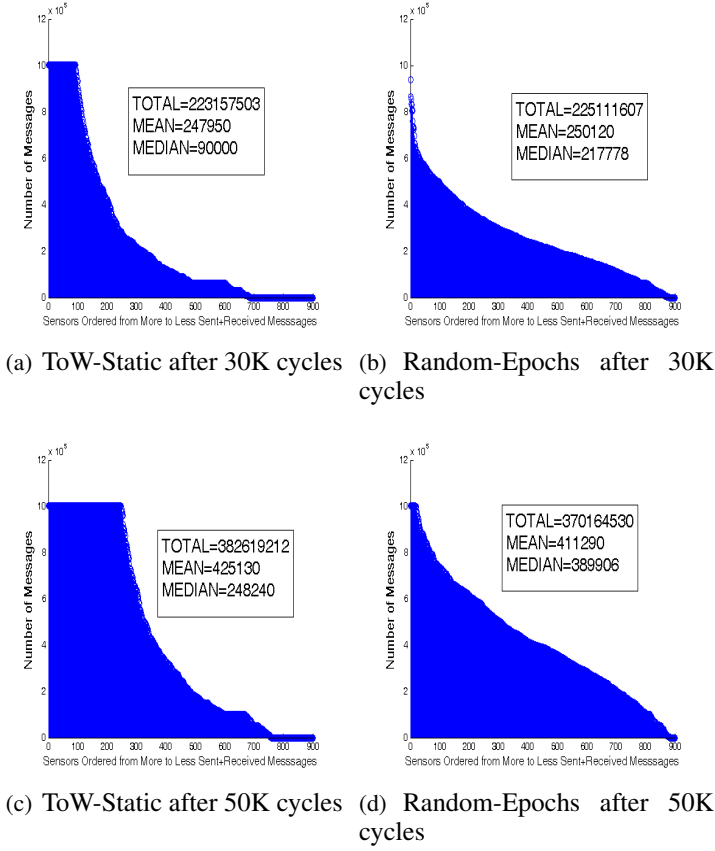 × 10⁵
12
10
8
6
4
2
0
Number of Messages
TOTAL=223157503
MEAN=247950
MEDIAN=90000
0 100 200 300 400 500 600 700 800 900
Sensors Ordered from More to Less Sent+Received Messsages
(a) ToW-Static after 30K cycles
× 10⁵
12
10
8
6
4
2
0
Number of Messages
TOTAL=225111607
MEAN=250120
MEDIAN=217778
0 100 200 300 400 500 600 700 800 900
Sensors Ordered from More to Less Sent+Received Messsages
(b) Random-Epochs after 30K
cycles
× 10⁵
12
10
8
6
4
2
0
Number of Messages
TOTAL=382619212
MEAN=425130
MEDIAN=248240
0 100 200 300 400 500 600 700 800 900
Sensors Ordered from More to Less Sent+Received Messsages
(c) ToW-Static after 50K cycles
× 10⁵
12
10
8
6
4
2
0
Number of Messages
TOTAL=370164530
MEAN=411290
MEDIAN=389906
0 100 200 300 400 500 600 700 800 900
Sensors Ordered from More to Less Sent+Received Messsages
(d) Random-Epochs after 50K
cycles